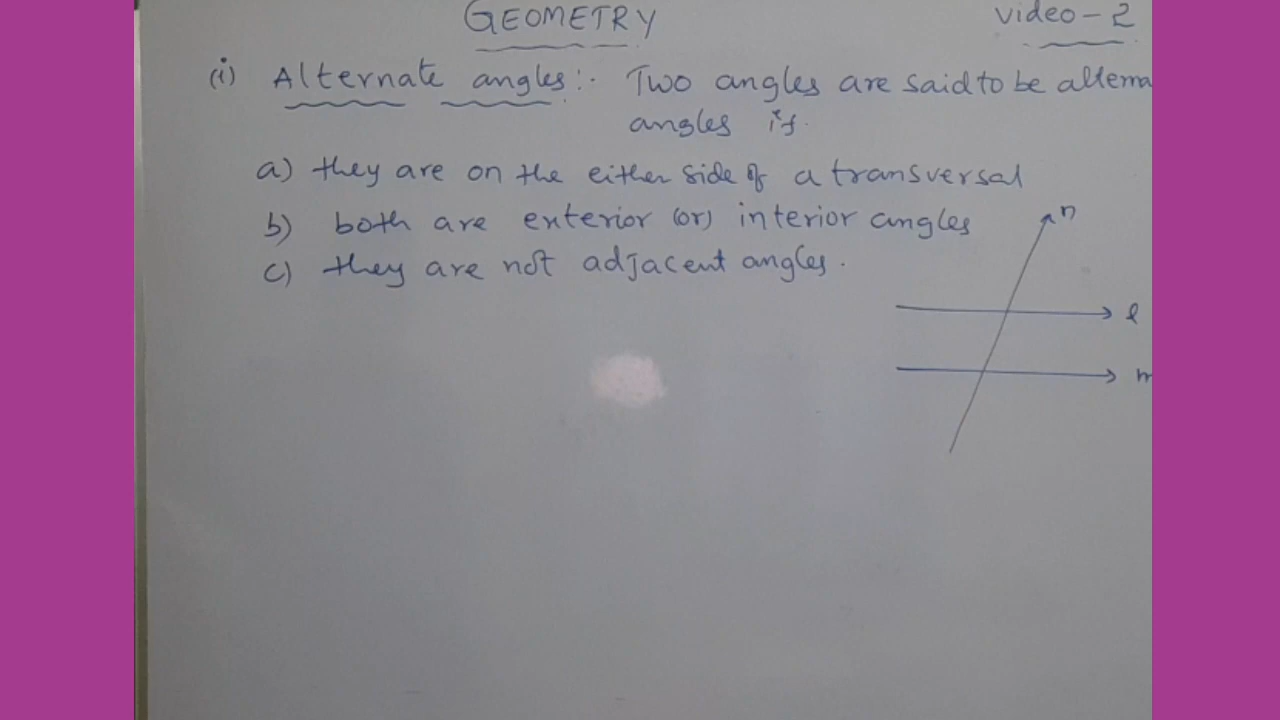 GEOMETRY
Video - 2
(i) Alternate angles:- Two angles are said to be alterna
angles if.
a) they are on the either side of a transversal
b) both are exterior (or) interior angles
c) they are not adjacent angles.
n
l
m